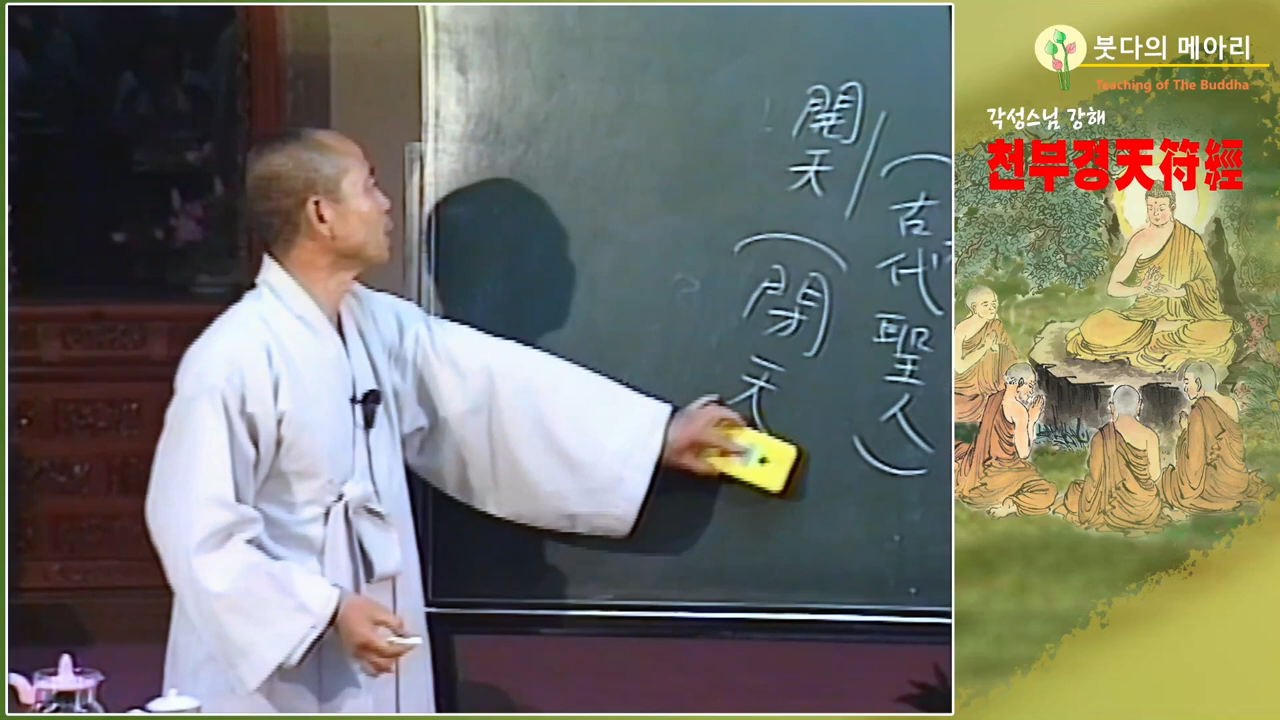 붓다의 메아리
Teaching of The Buddha
각성스님 강해
천부경天符經
(古代聖人)
開天
(閉天